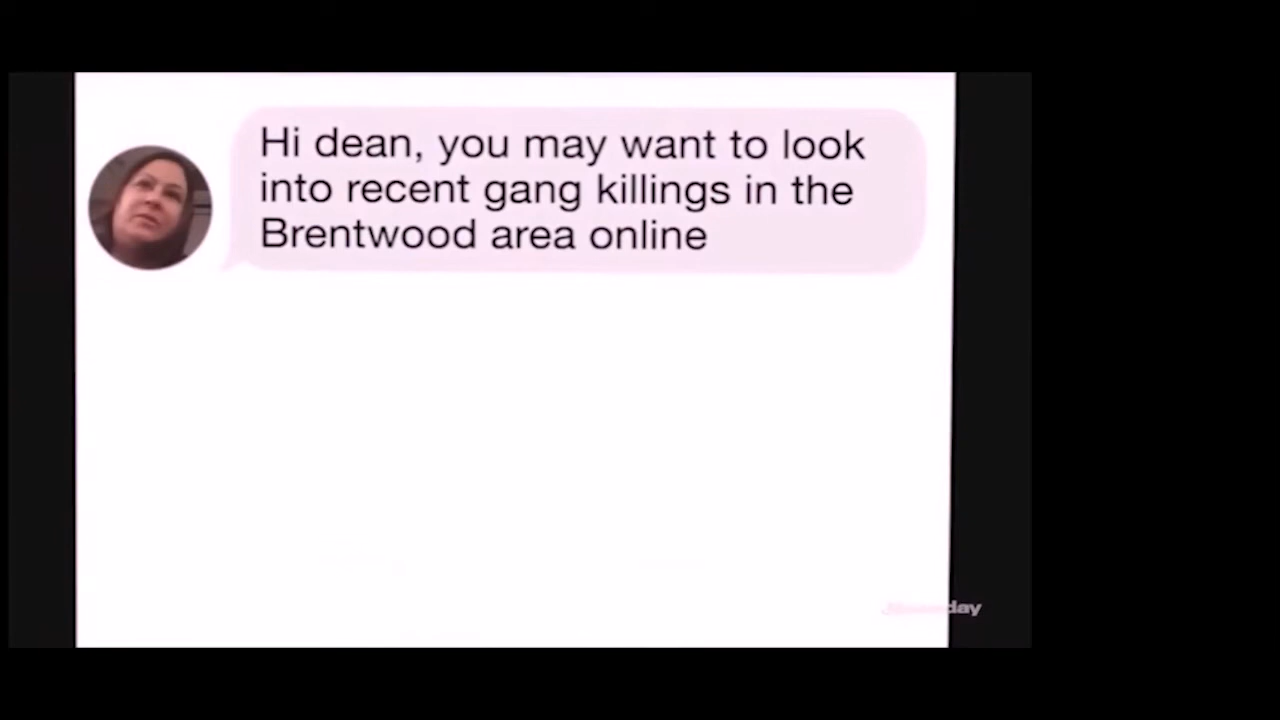 Hi dean, you may want to look
into recent gang killings in the
Brentwood area online